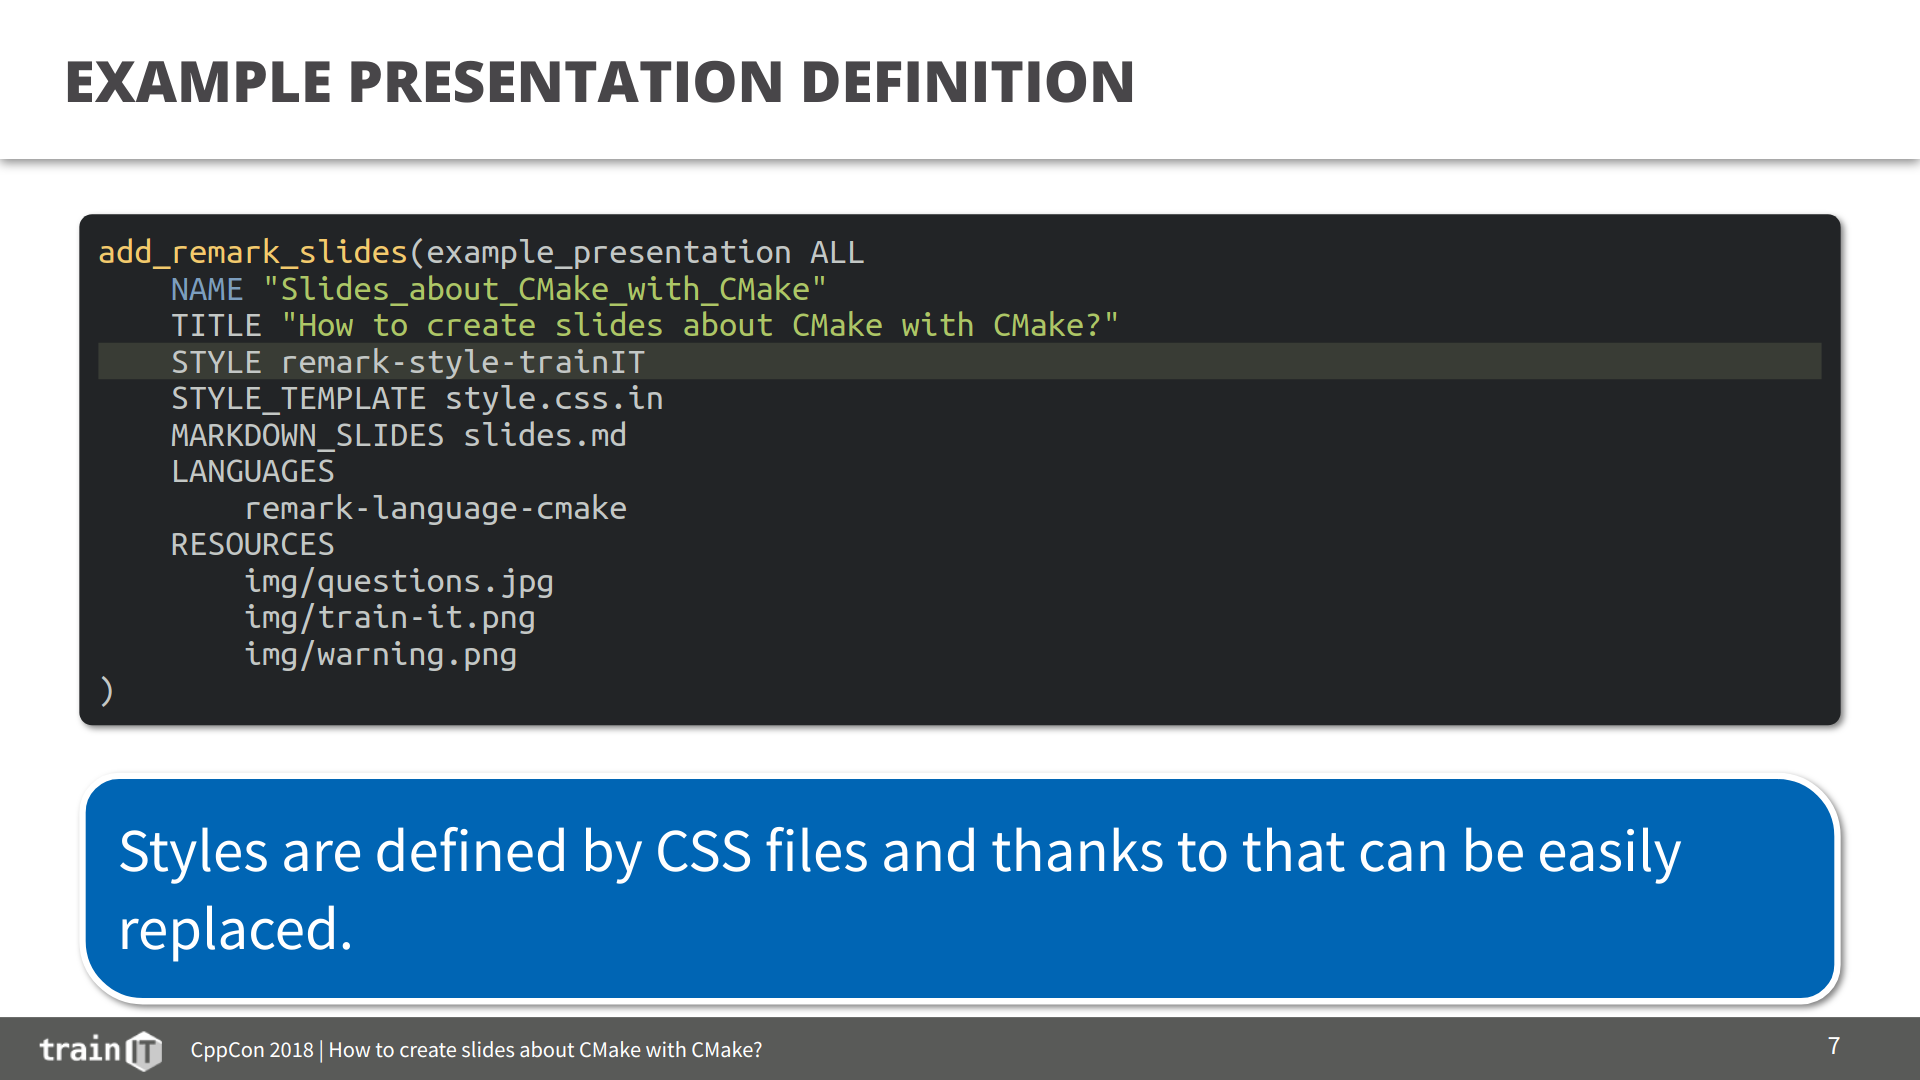 EXAMPLE PRESENTATION DEFINITION
add_remark_slides(example_presentation ALL
    NAME "Slides_about_CMake_with_CMake"
    TITLE "How to create slides about CMake with CMake?"
    STYLE remark-style-trainIT
    STYLE_TEMPLATE style.css.in
    MARKDOWN_SLIDES slides.md
    LANGUAGES
        remark-language-cmake
    RESOURCES
        img/questions.jpg
        img/train-it.png
        img/warning.png
)
Styles are defined by CSS files and thanks to that can be easily
replaced.
trainIT CppCon 2018 | How to create slides about CMake with CMake? 7